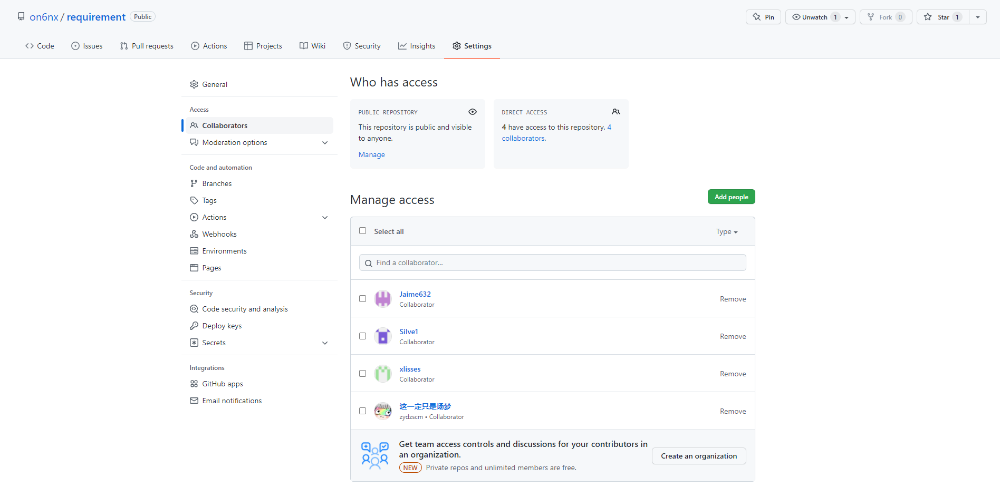 on6nx / requirement Public
Pin
Unwatch 1
Fork 0
Star 1
Code
Issues
Pull requests
Actions
Projects
Wiki
Security
Insights
Settings
General
Access
Collaborators
Moderation options
Code and automation
Branches
Tags
Actions
Webhooks
Environments
Pages
Security
Code security and analysis
Deploy keys
Secrets
Integrations
GitHub apps
Email notifications
Who has access
PUBLIC REPOSITORY
This repository is public and visible
to anyone.
Manage
DIRECT ACCESS
4 have access to this repository. 4
collaborators.
Manage access
Add people
Select all
Type
Find a collaborator...
Jaime632
Collaborator
Remove
Silve1
Collaborator
Remove
xlisses
Collaborator
Remove
这一定只是场梦
zydzscm • Collaborator
Remove
Get team access controls and discussions for your contributors in
an organization.
NEW Private repos and unlimited members are free.
Create an organization